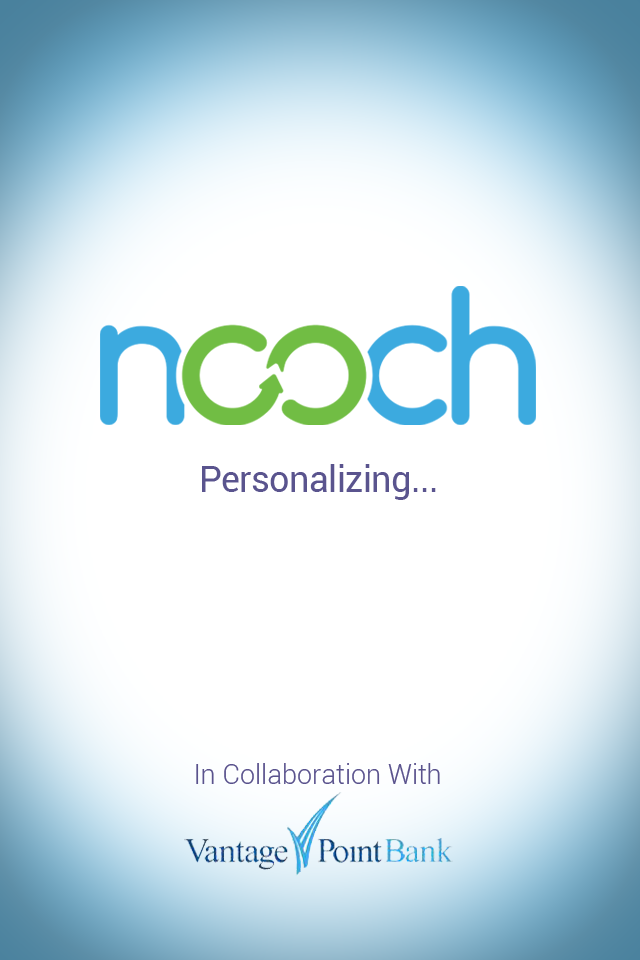 nooch
Personalizing...
In Collaboration With
Vantage Point Bank